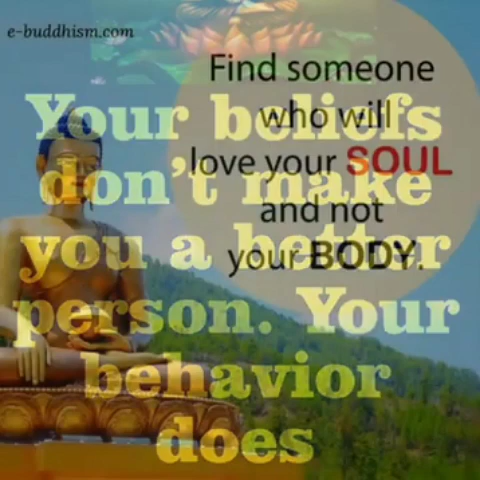 e-buddhism.com
Find someone
who will
love your SOUL
and not
your BODY.
Your beliefs
don't make
you a better
person. Your
behavior
does